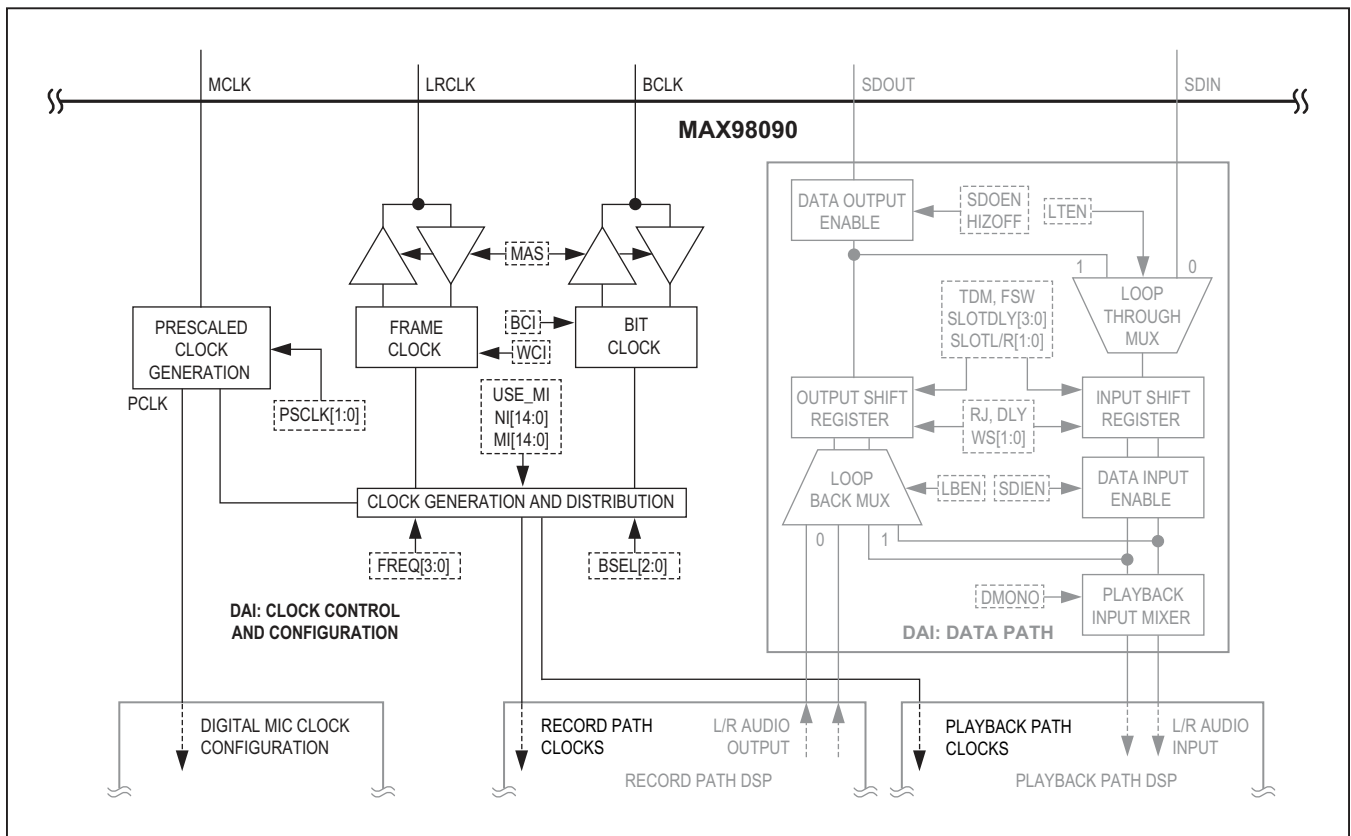 MCLK
LRCLK
BCLK
SDOUT
SDIN
MAX98090
DATA OUTPUT
ENABLE
SDOEN
HIZOFF
LTEN
MAS
1
0
LOOP
THROUGH
MUX
TDM, FSW
SLOTDLY[3:0]
SLOTL/R[1:0]
PRESCALED
CLOCK
GENERATION
FRAME
CLOCK
BCI
WCI
BIT
CLOCK
PCLK
PSCLK[1:0]
USE_MI
NI[14:0]
MI[14:0]
OUTPUT SHIFT
REGISTER
RJ, DLY
WS[1:0]
INPUT SHIFT
REGISTER
LOOP
BACK MUX
LBEN
SDIEN
DATA INPUT
ENABLE
CLOCK GENERATION AND DISTRIBUTION
0
1
FREQ[3:0]
BSEL[2:0]
DMONO
PLAYBACK
INPUT MIXER
DAI: CLOCK CONTROL
AND CONFIGURATION
DAI: DATA PATH
DIGITAL MIC CLOCK
CONFIGURATION
RECORD PATH
CLOCKS
L/R AUDIO
OUTPUT
RECORD PATH DSP
PLAYBACK PATH
CLOCKS
L/R AUDIO
INPUT
PLAYBACK PATH DSP